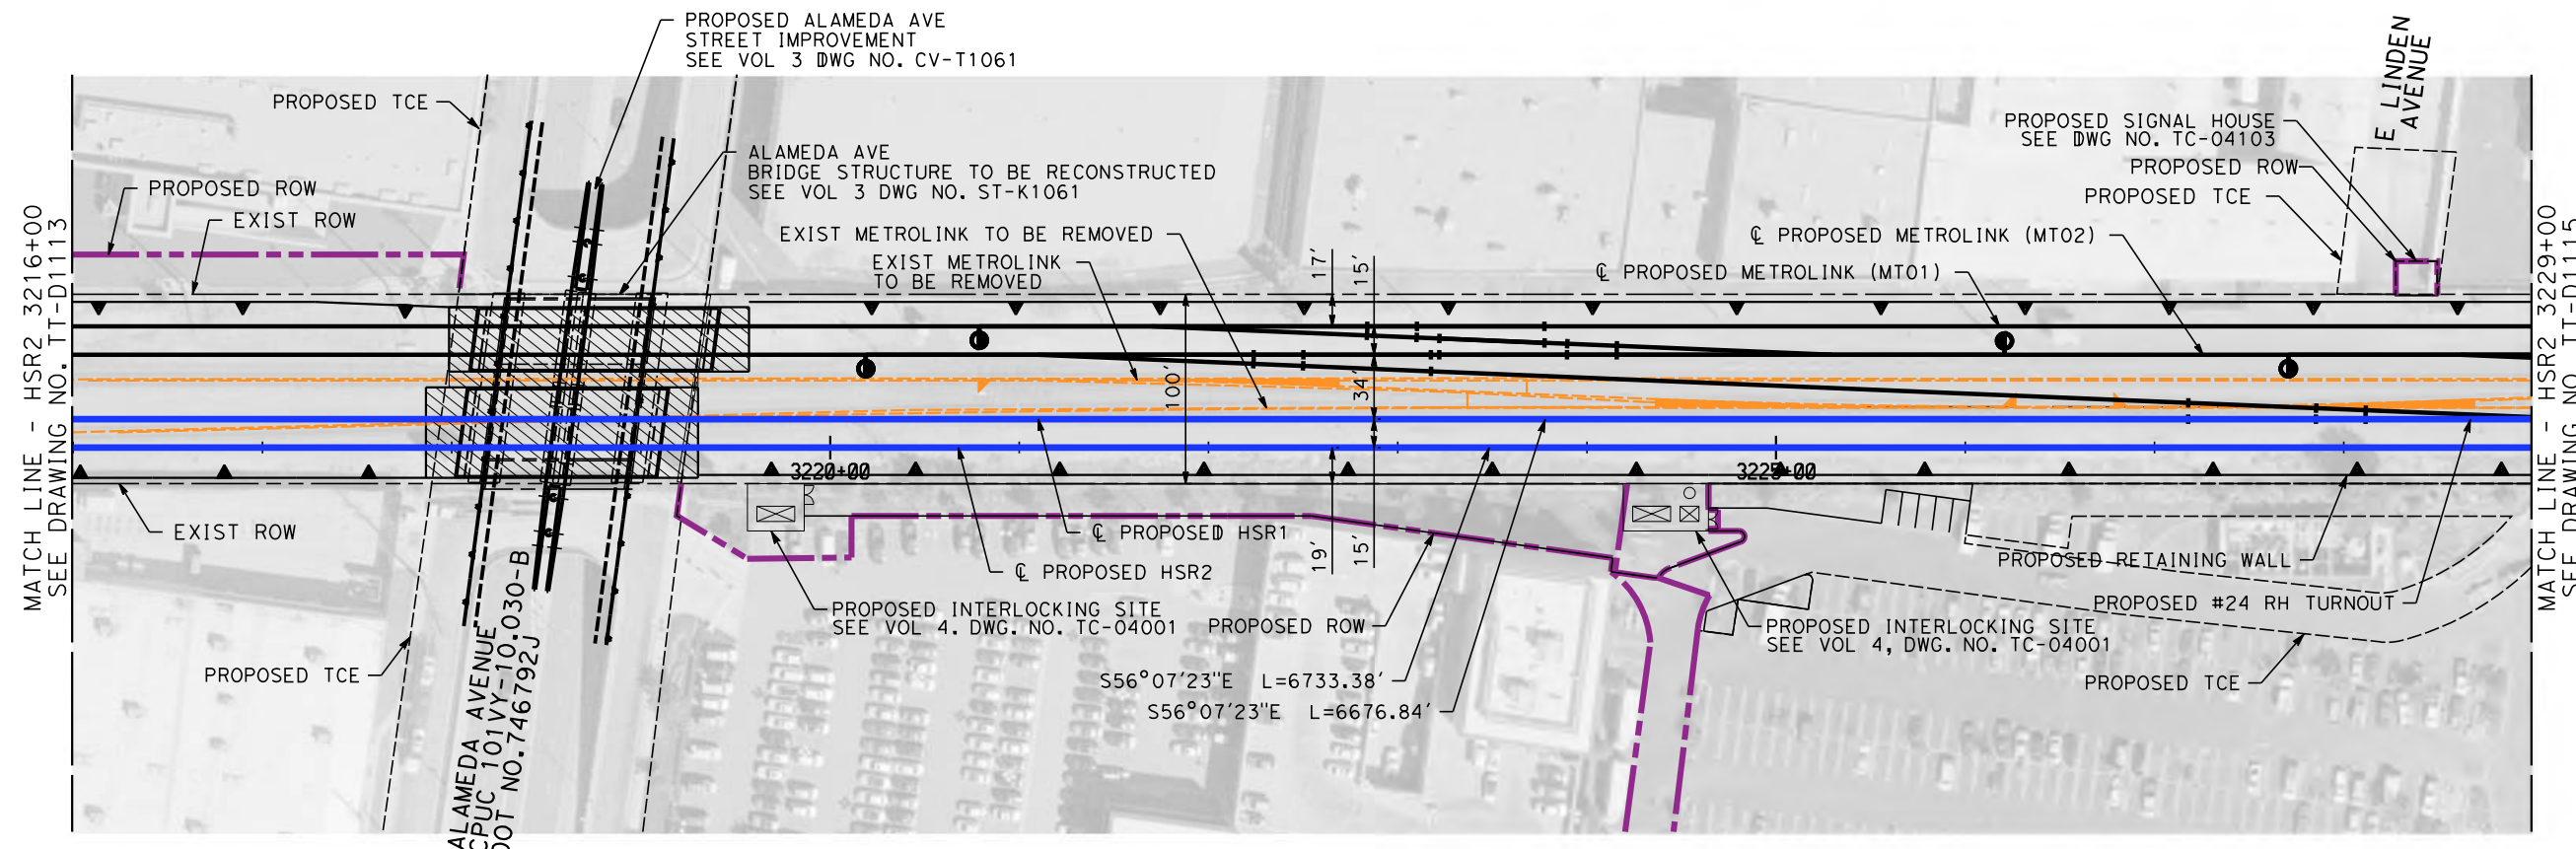 PROPOSED ALAMEDA AVE
STREET IMPROVEMENT
SEE VOL 3 DWG NO. CV-T1061
PROPOSED TCE
ALAMEDA AVE
BRIDGE STRUCTURE TO BE RECONSTRUCTED
SEE VOL 3 DWG NO. ST-K1061
PROPOSED ROW
EXIST ROW
EXIST METROLINK TO BE REMOVED
EXIST METROLINK
TO BE REMOVED
17'
15'
E LINDEN
AVENUE
PROPOSED SIGNAL HOUSE
SEE DWG NO. TC-04103
PROPOSED ROW
PROPOSED TCE
℄ PROPOSED METROLINK (MT02)
℄ PROPOSED METROLINK (MT01)
MATCH LINE - HSR2 3216+00
SEE DRAWING NO. TT-D1113
MATCH LINE - HSR2 3229+00
SEE DRAWING NO. TT-D1115
100'
34'
3220+00
3225+00
EXIST ROW
℄ PROPOSED HSR1
℄ PROPOSED HSR2
19'
15'
PROPOSED INTERLOCKING SITE
SEE VOL 4. DWG. NO. TC-04001
PROPOSED ROW
PROPOSED RETAINING WALL
PROPOSED #24 RH TURNOUT
PROPOSED INTERLOCKING SITE
SEE VOL 4, DWG. NO. TC-04001
PROPOSED TCE
S56°07'23"E L=6733.38'
S56°07'23"E L=6676.84'
PROPOSED TCE
ALAMEDA AVENUE
CPUC 101VY-10.030-B
DOT NO.746792J